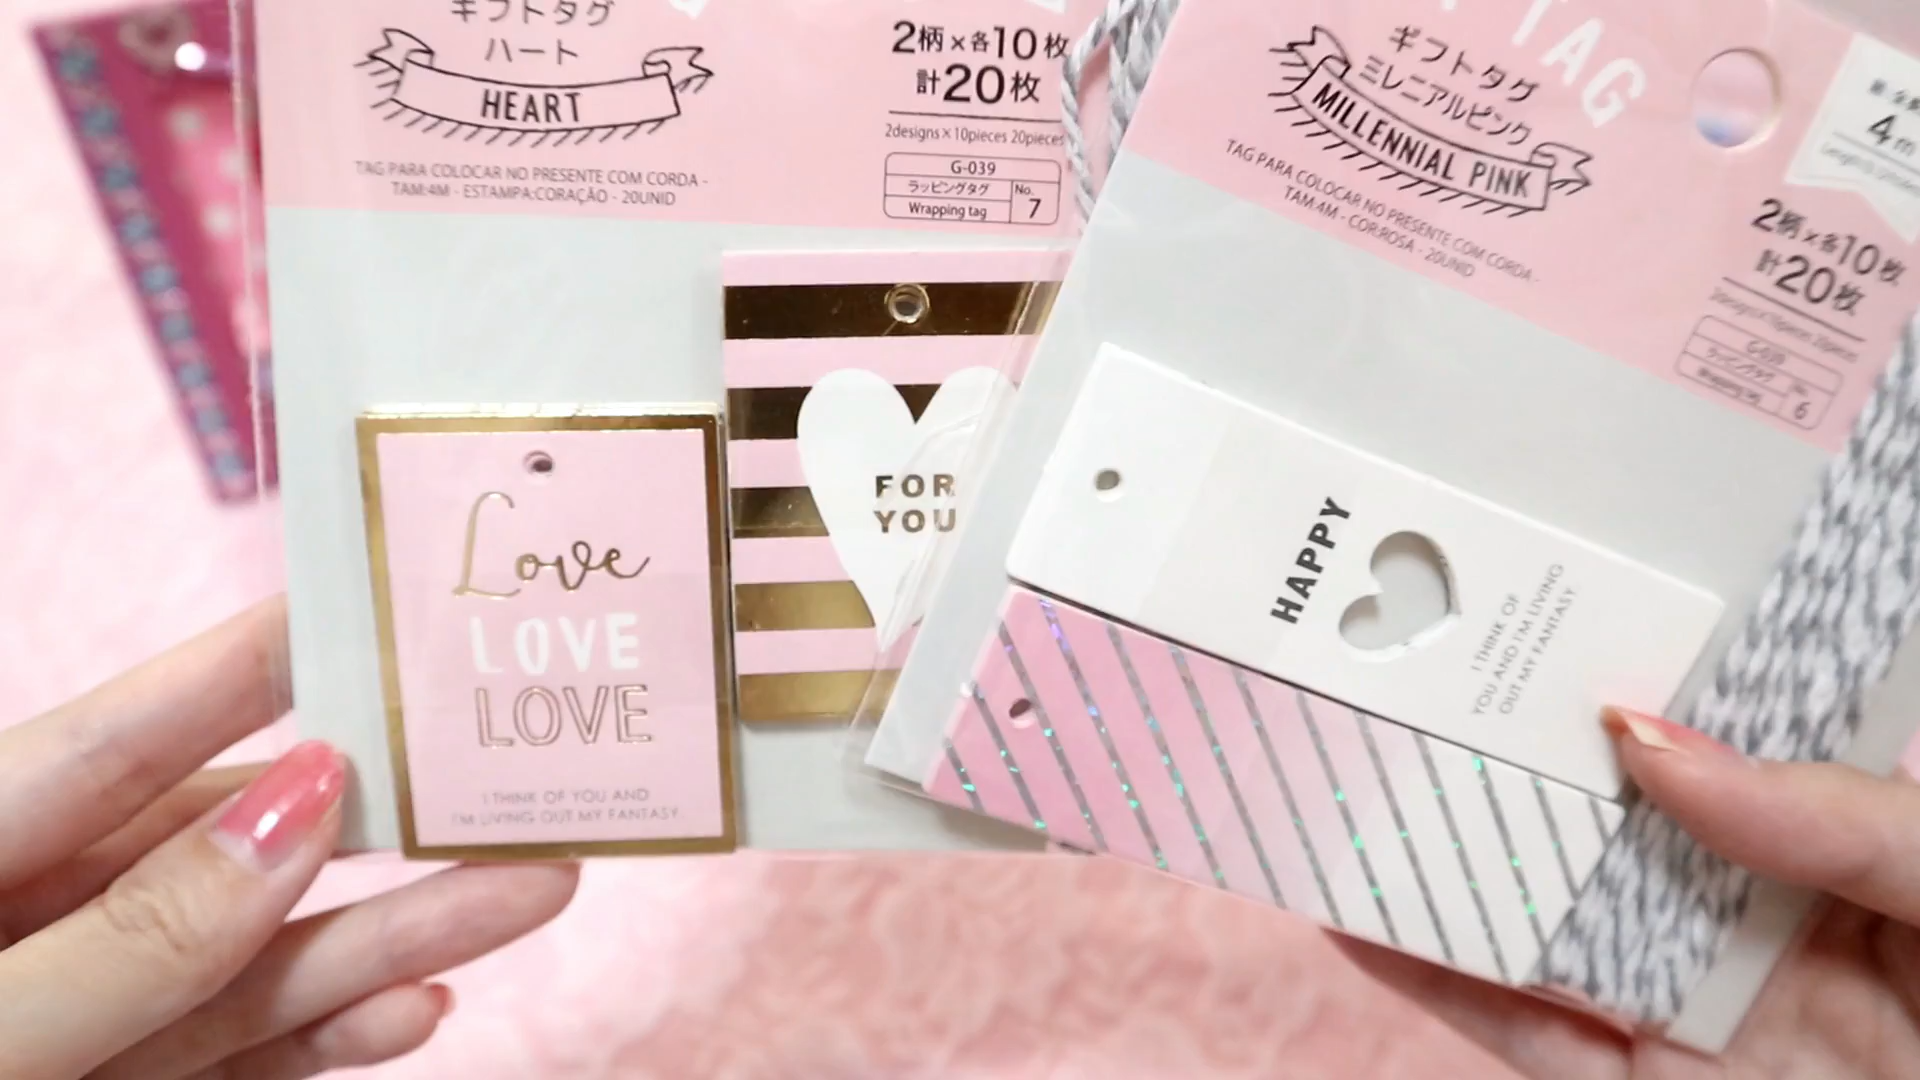 ギフトタグ
ハート
HEART
TAG PARA COLOCAR NO PRESENTE COM CORDA -
TAM:4M - ESTAMPA:CORAÇÃO - 20UNID
2柄×各10枚
計20枚
2designs×10pieces 20pieces
G-039
ラッピングタグ
Wrapping tag
No.
7
Love
LOVE
LOVE
I THINK OF YOU AND
I'M LIVING OUT MY FANTASY.
FOR
YOU
TAG
ギフトタグ
ミレニアルピンク
MILLENNIAL PINK
TAG PARA COLOCAR NO PRESENTE COM CORDA -
TAM:4M - COR:ROSA - 20UNID
4m
2柄×各10枚
計20枚
2designs×10pieces 20pieces
G-039
ラッピングタグ
Wrapping tag
No.
6
HAPPY
I THINK OF
YOU AND I'M LIVING
OUT MY FANTASY.